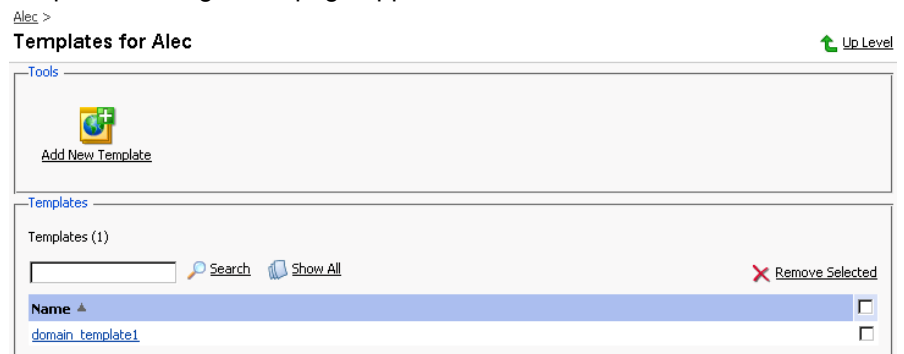 Alec >
Templates for Alec
Up Level
Tools
Add New Template
Templates
Templates (1)
Search Show All Remove Selected
Name
domain_template1